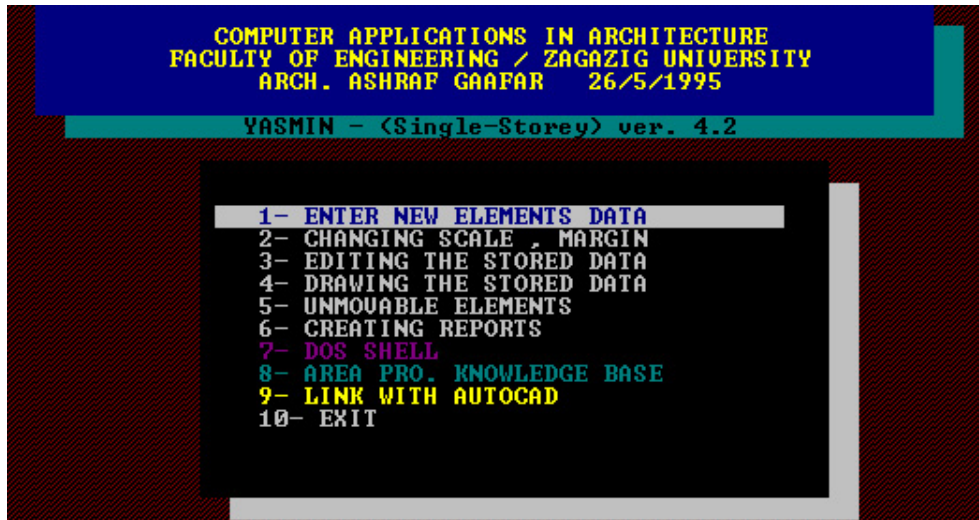 COMPUTER APPLICATIONS IN ARCHITECTURE
FACULTY OF ENGINEERING / ZAGAZIG UNIVERSITY
ARCH. ASHRAF GAAFAR 26/5/1995
YASMIN - (Single-Storey) ver. 4.2
1- ENTER NEW ELEMENTS DATA
2- CHANGING SCALE , MARGIN
3- EDITING THE STORED DATA
4- DRAWING THE STORED DATA
5- UNMOVABLE ELEMENTS
6- CREATING REPORTS
7- DOS SHELL
8- AREA PRO. KNOWLEDGE BASE
9- LINK WITH AUTOCAD
10- EXIT